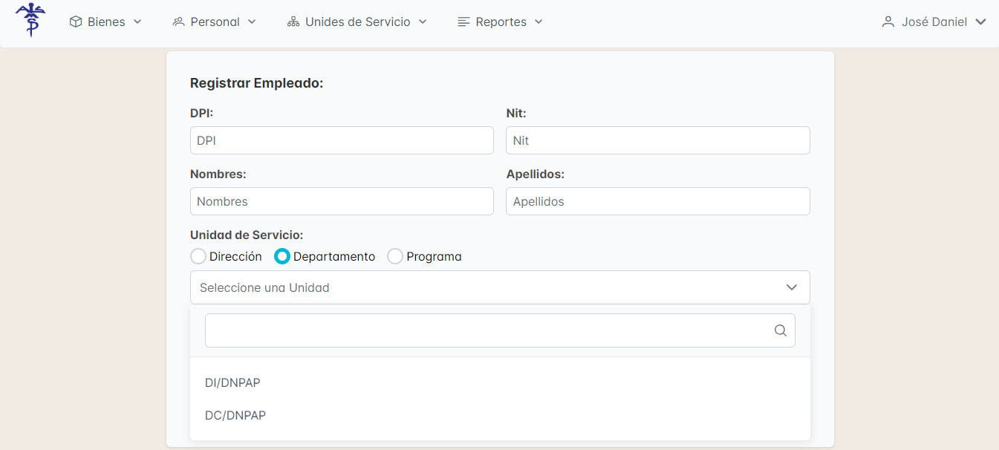 Bienes Personal Unides de Servicio Reportes José Daniel
Registrar Empleado:
DPI: Nit:
DPI Nit
Nombres: Apellidos:
Nombres Apellidos
Unidad de Servicio:
Dirección Departamento Programa
Seleccione una Unidad
DI/DNPAP
DC/DNPAP